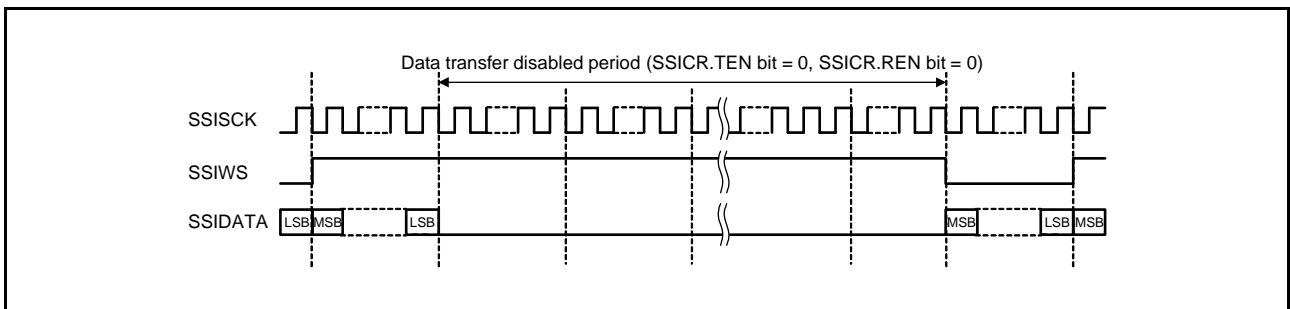 Data transfer disabled period (SSICR.TEN bit = 0, SSICR.REN bit = 0)
SSISCK
SSIWS
SSIDATA LSB MSB LSB MSB LSB MSB